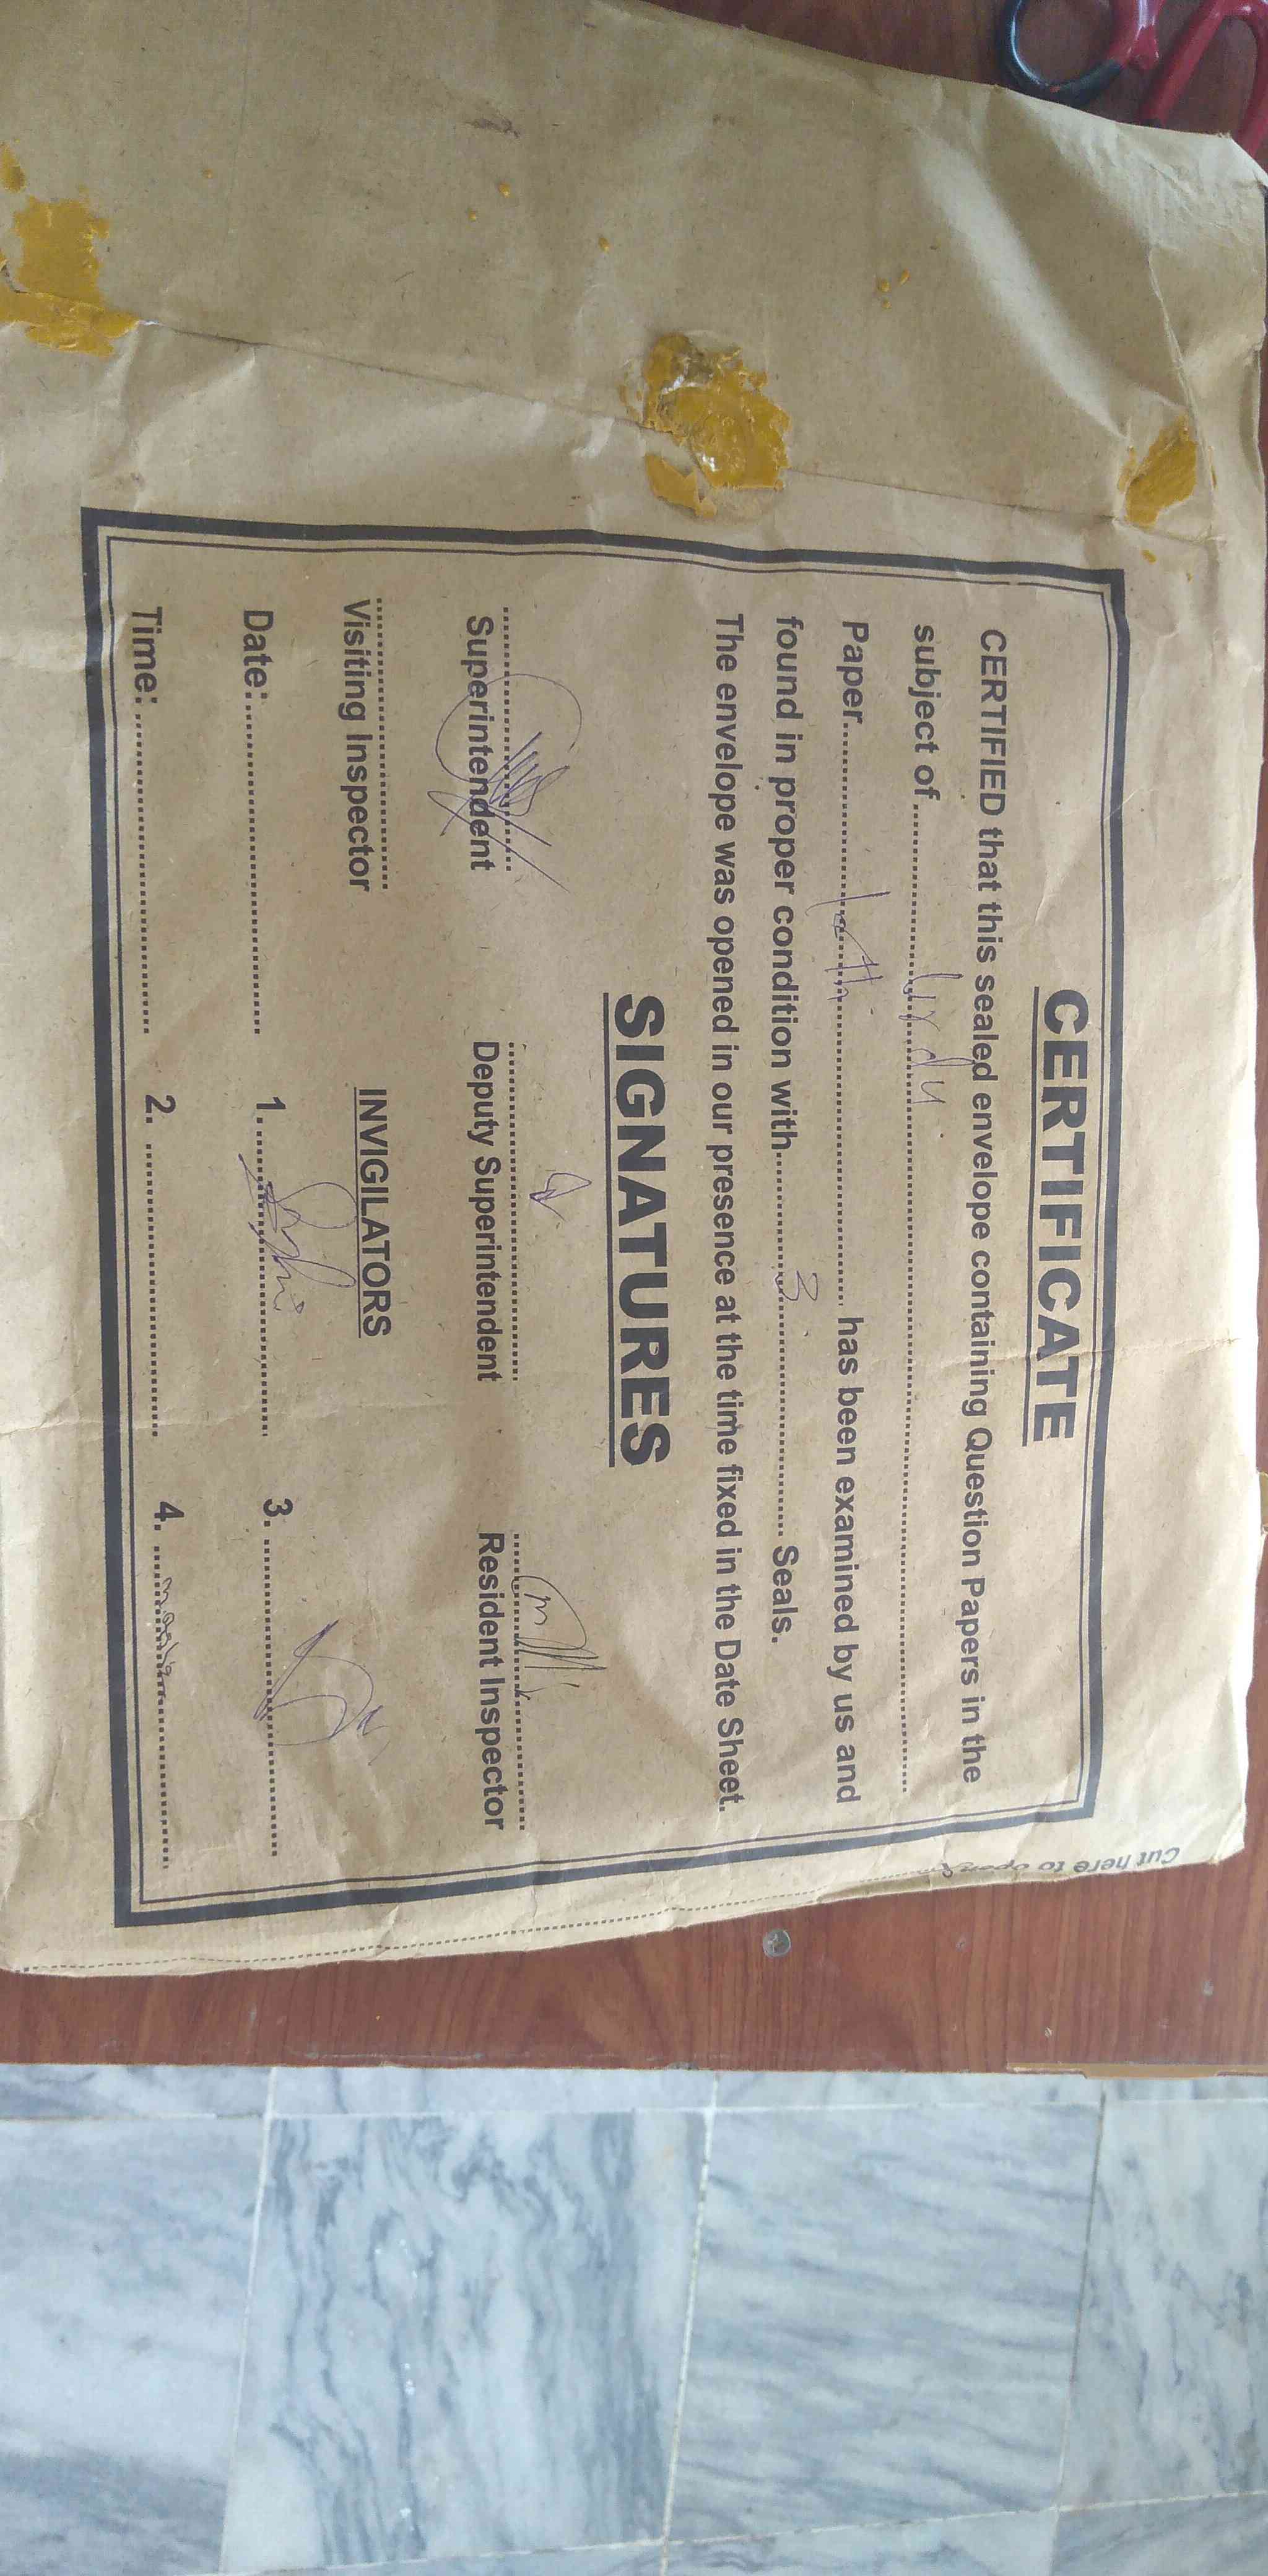 CERTIFICATE
CERTIFIED that this sealed envelope containing Question Papers in the
subject of ........ Urdu ........
Paper ........ has been examined by us and
found in proper condition with ........ 3 ........ Seals.
The envelope was opened in our presence at the time fixed in the Date Sheet.
SIGNATURES
Superintendent Deputy Superintendent Resident Inspector
Visiting Inspector INVIGILATORS
Date: ........ 1. ........ 3. ........
Time: ........ 2. ........ 4. ........
Cut here to open